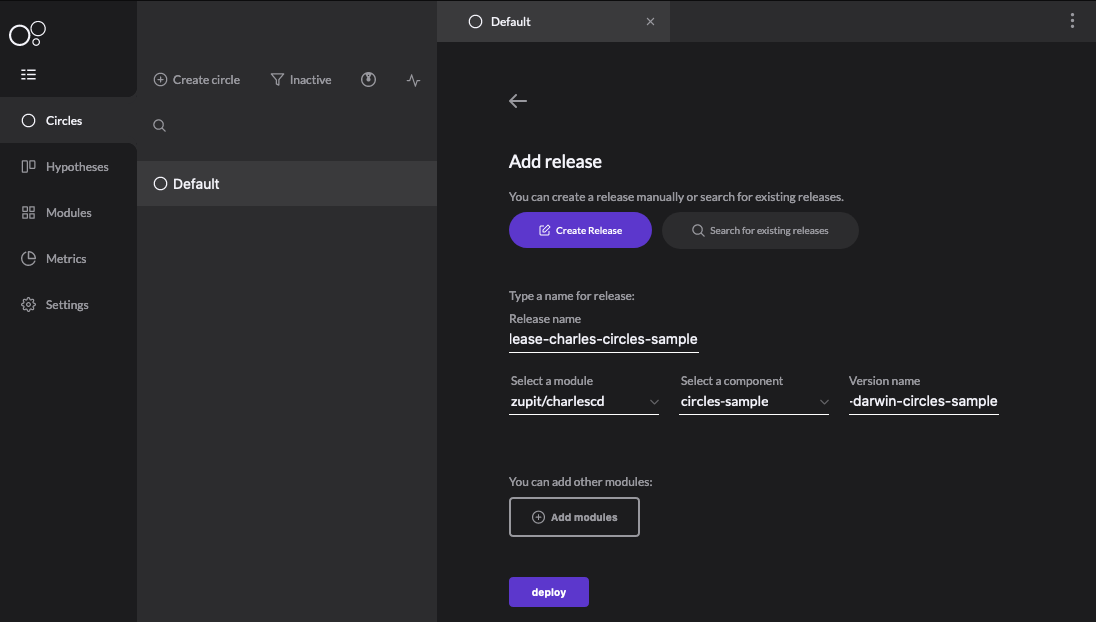 Default
Create circle
Inactive
Circles
Hypotheses
Modules
Metrics
Settings
Default
Add release
You can create a release manually or search for existing releases.
Create Release
Search for existing releases
Type a name for release:
Release name
lease-charles-circles-sample
Select a module
Select a component
Version name
zupit/charlescd
circles-sample
-darwin-circles-sample
You can add other modules:
Add modules
deploy